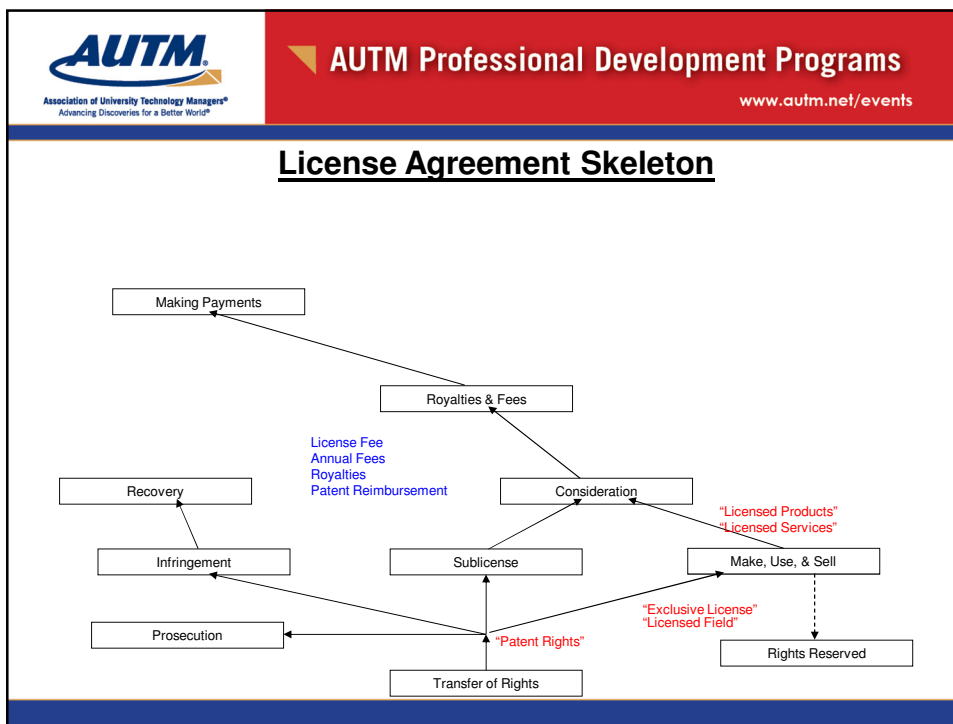 AUTM®
Association of University Technology Managers®
Advancing Discoveries for a Better World®
AUTM Professional Development Programs
www.autm.net/events
License Agreement Skeleton
Making Payments
Royalties & Fees
License Fee
Annual Fees
Royalties
Patent Reimbursement
Recovery
Consideration
“Licensed Products”
“Licensed Services”
Infringement
Sublicense
Make, Use, & Sell
“Exclusive License”
“Licensed Field”
Prosecution
“Patent Rights”
Rights Reserved
Transfer of Rights